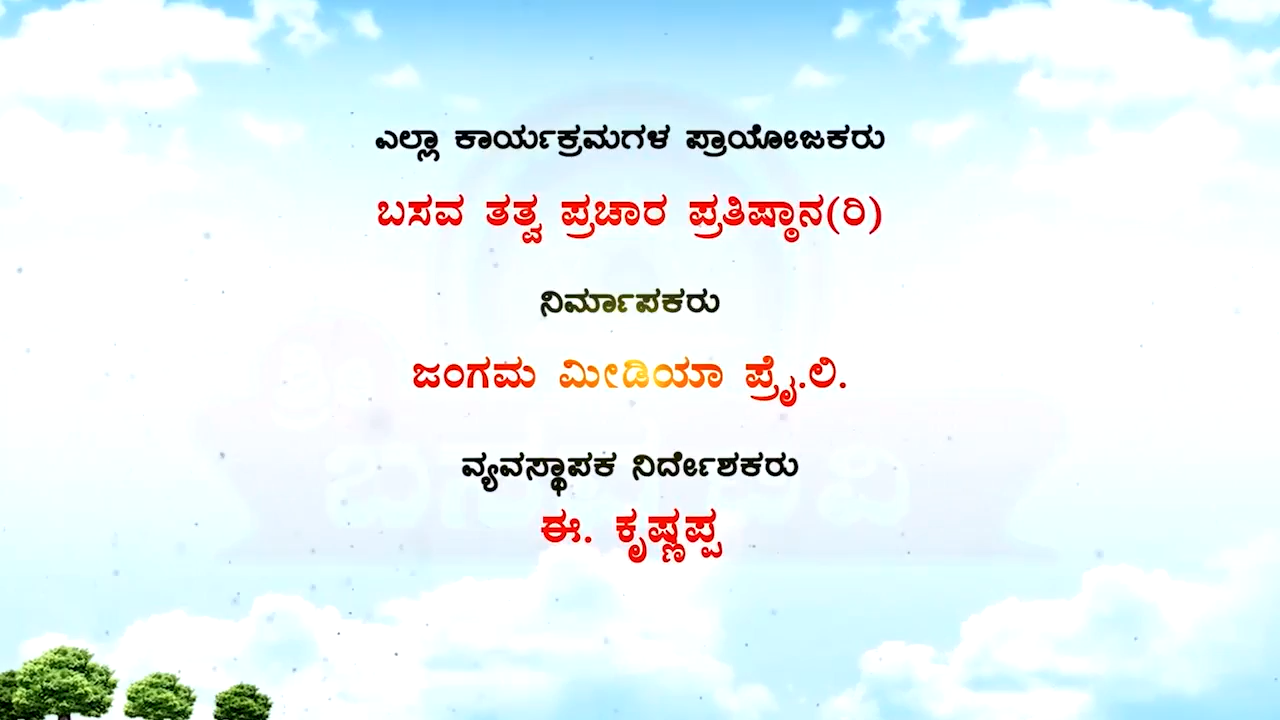 ಎಲ್ಲಾ ಕಾರ್ಯಕ್ರಮಗಳ ಪ್ರಾಯೋಜಕರು
ಬಸವ ತತ್ವ ಪ್ರಚಾರ ಪ್ರತಿಷ್ಠಾನ(ರಿ)
ನಿರ್ಮಾಪಕರು
ಜಂಗಮ ಮೀಡಿಯಾ ಪ್ರೈ.ಲಿ.
ವ್ಯವಸ್ಥಾಪಕ ನಿರ್ದೇಶಕರು
ಈ. ಕೃಷ್ಣಪ್ಪ